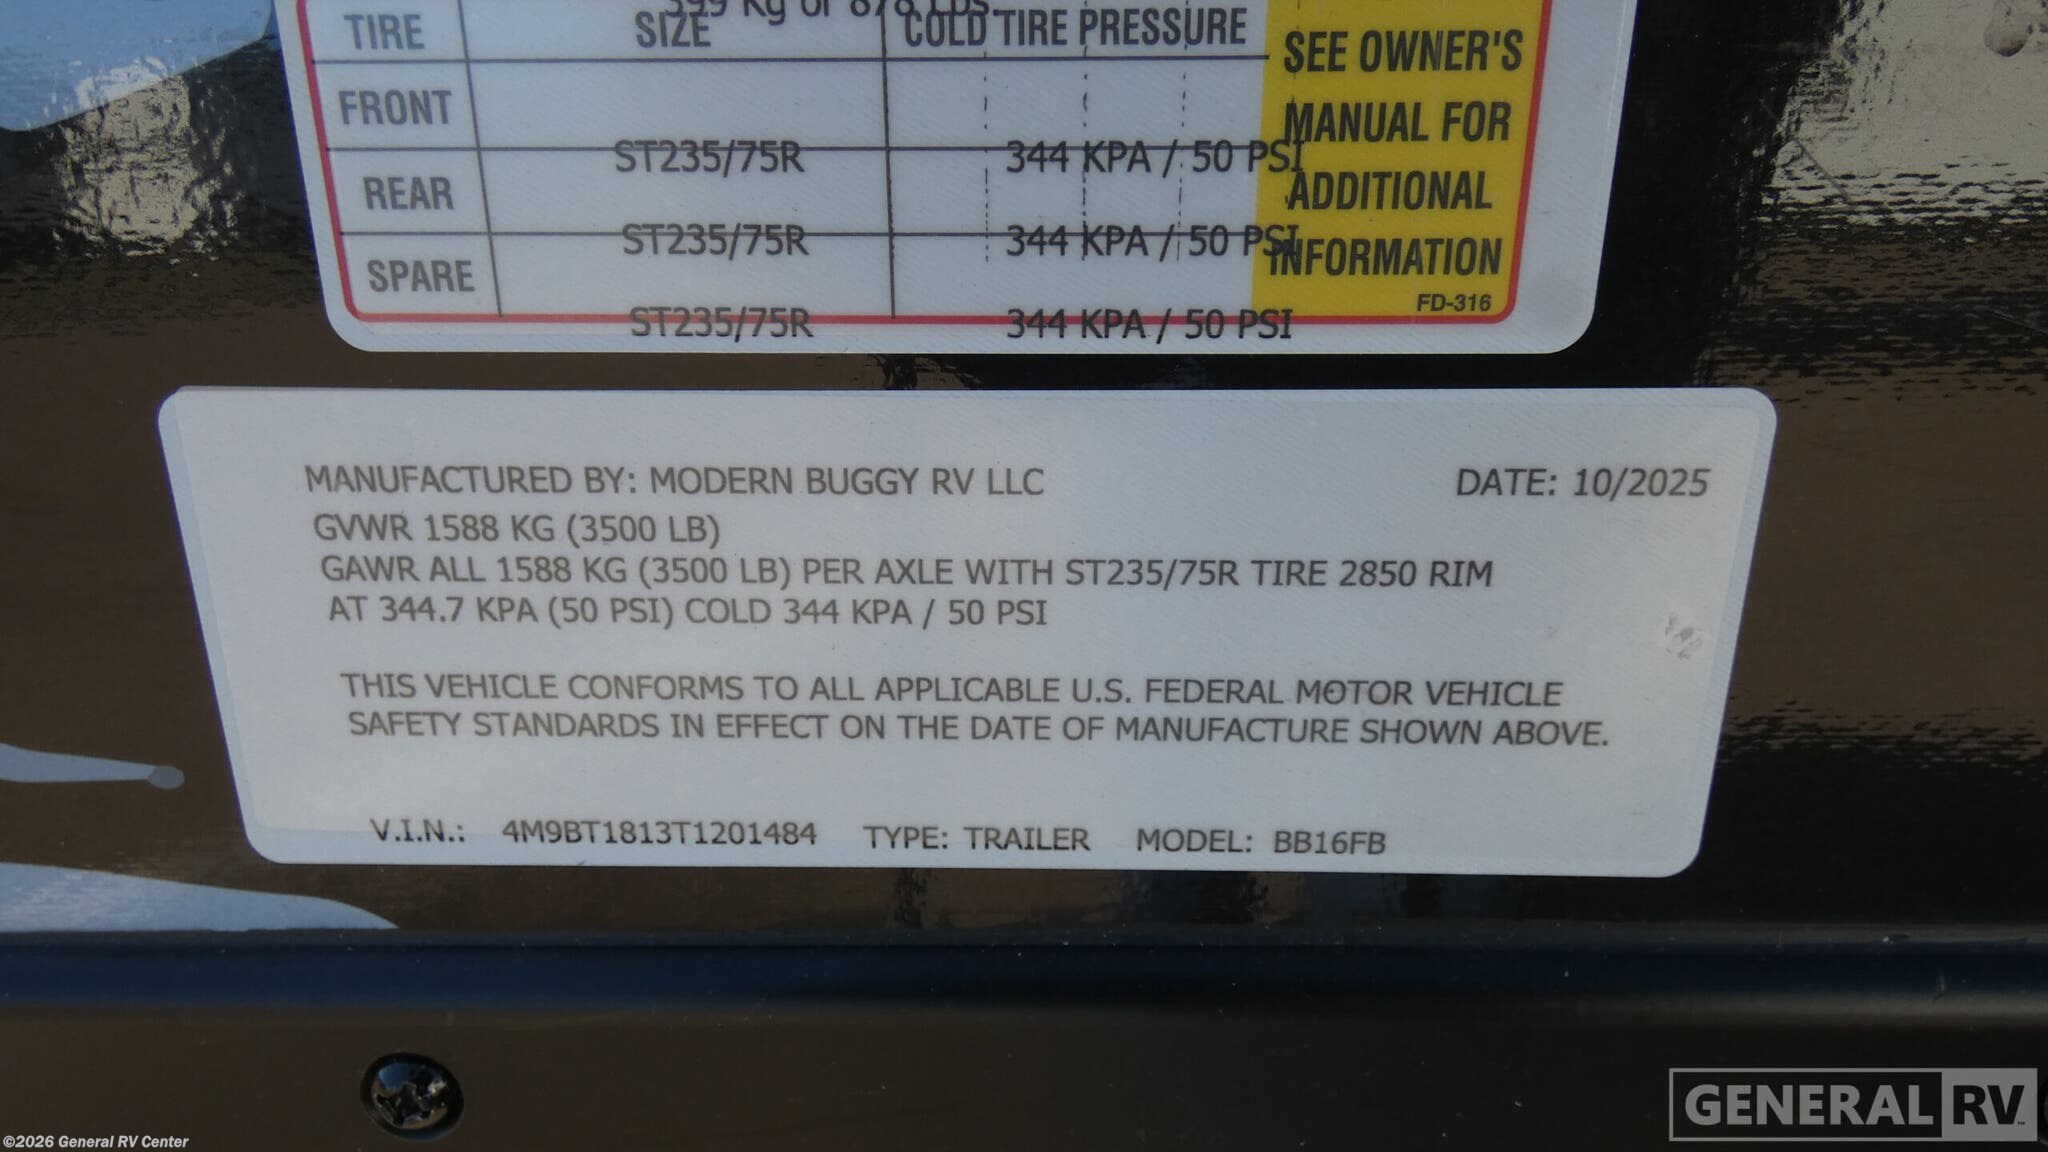 399 Kg or 878 Lbs.
TIRE SIZE COLD TIRE PRESSURE
SEE OWNER'S
MANUAL FOR
ADDITIONAL
INFORMATION
FD-316
FRONT ST235/75R 344 KPA / 50 PSI
REAR ST235/75R 344 KPA / 50 PSI
SPARE ST235/75R 344 KPA / 50 PSI
MANUFACTURED BY: MODERN BUGGY RV LLC DATE: 10/2025
GVWR 1588 KG (3500 LB)
GAWR ALL 1588 KG (3500 LB) PER AXLE WITH ST235/75R TIRE 2850 RIM
AT 344.7 KPA (50 PSI) COLD 344 KPA / 50 PSI
THIS VEHICLE CONFORMS TO ALL APPLICABLE U.S. FEDERAL MOTOR VEHICLE
SAFETY STANDARDS IN EFFECT ON THE DATE OF MANUFACTURE SHOWN ABOVE.
V.I.N.: 4M9BT1813T1201484 TYPE: TRAILER MODEL: BB16FB
GENERAL RV
©2026 General RV Center